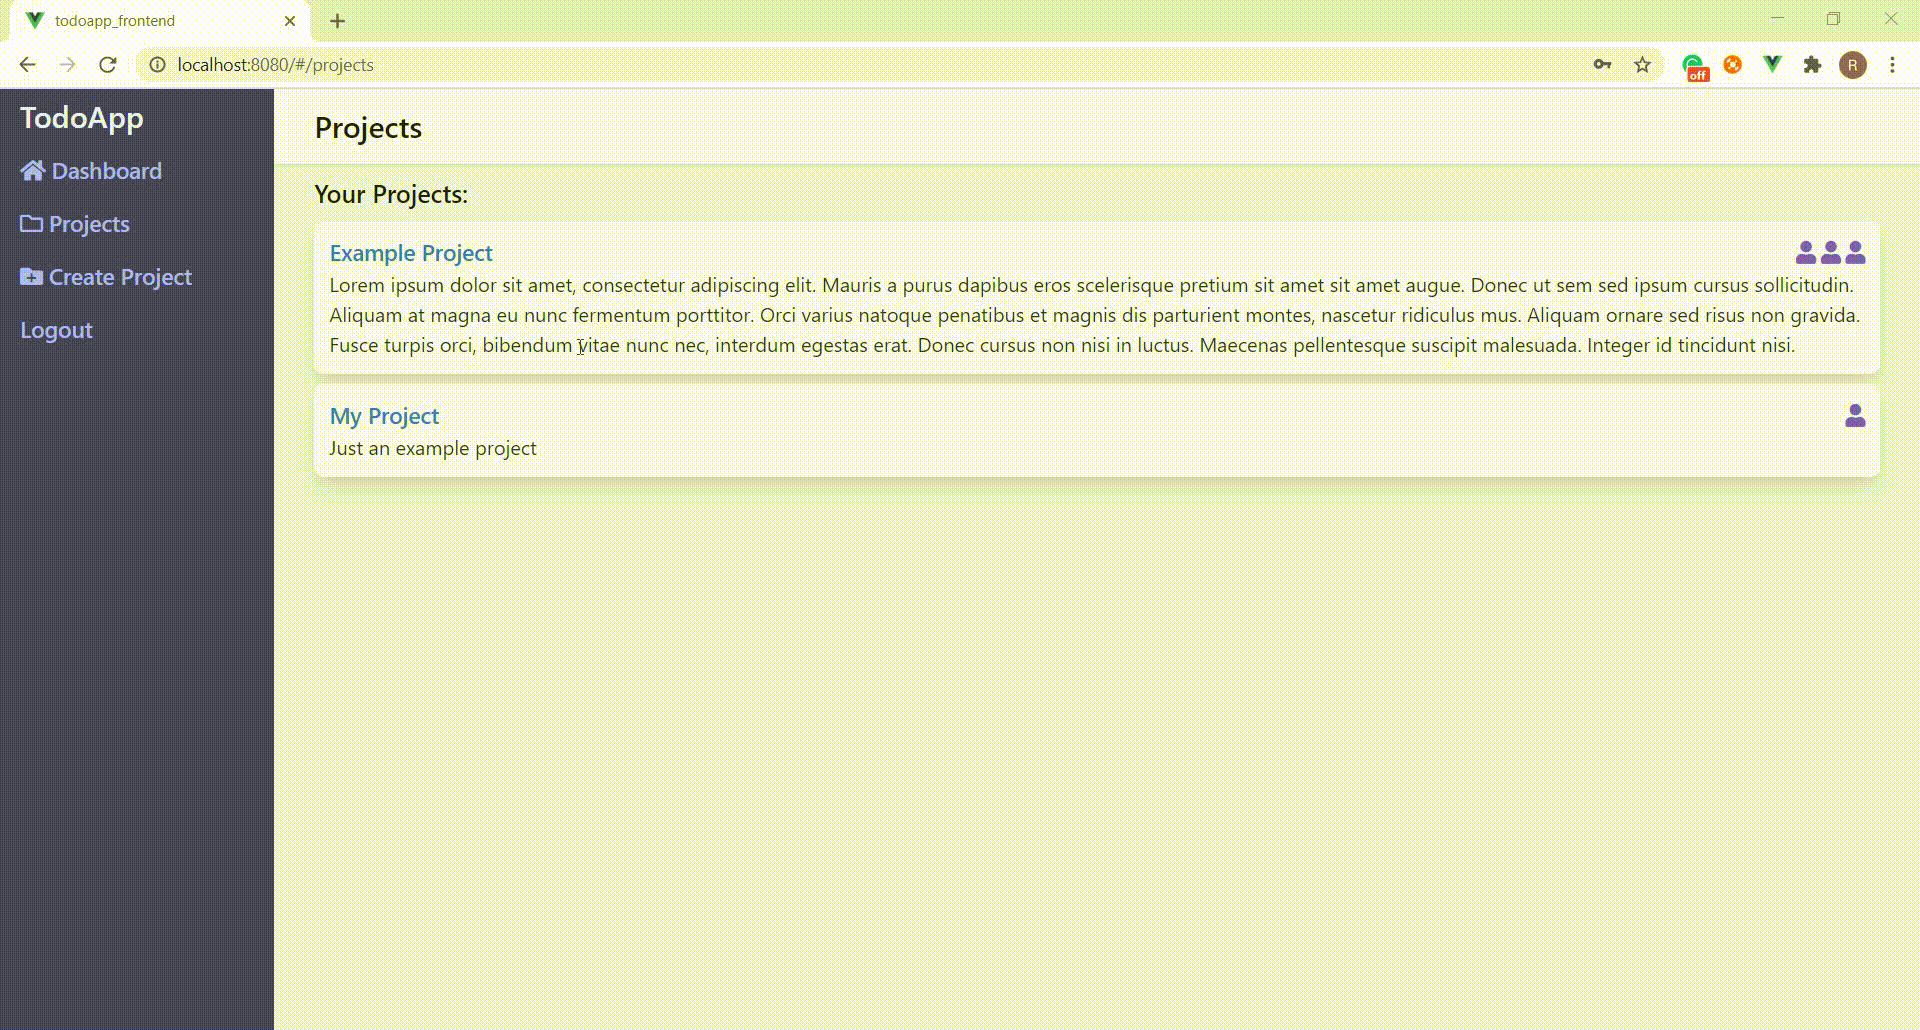 todoapp_frontend
localhost:8080/#/projects
off
R
TodoApp
Dashboard
Projects
Create Project
Logout
Projects
Your Projects:
Example Project
Lorem ipsum dolor sit amet, consectetur adipiscing elit. Mauris a purus dapibus eros scelerisque pretium sit amet sit amet augue. Donec ut sem sed ipsum cursus sollicitudin.
Aliquam at magna eu nunc fermentum porttitor. Orci varius natoque penatibus et magnis dis parturient montes, nascetur ridiculus mus. Aliquam ornare sed risus non gravida.
Fusce turpis orci, bibendum vitae nunc nec, interdum egestas erat. Donec cursus non nisi in luctus. Maecenas pellentesque suscipit malesuada. Integer id tincidunt nisi.
My Project
Just an example project